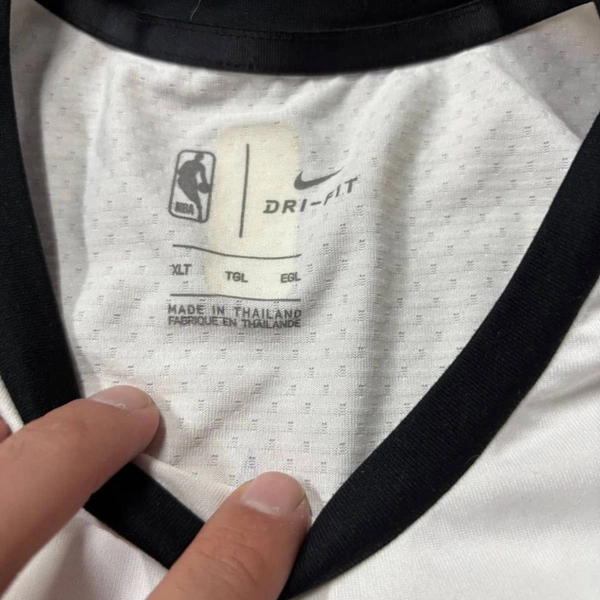 NBA
DRI-FIT
XLT TGL EGL
MADE IN THAILAND
FABRIQUE EN THAILANDE